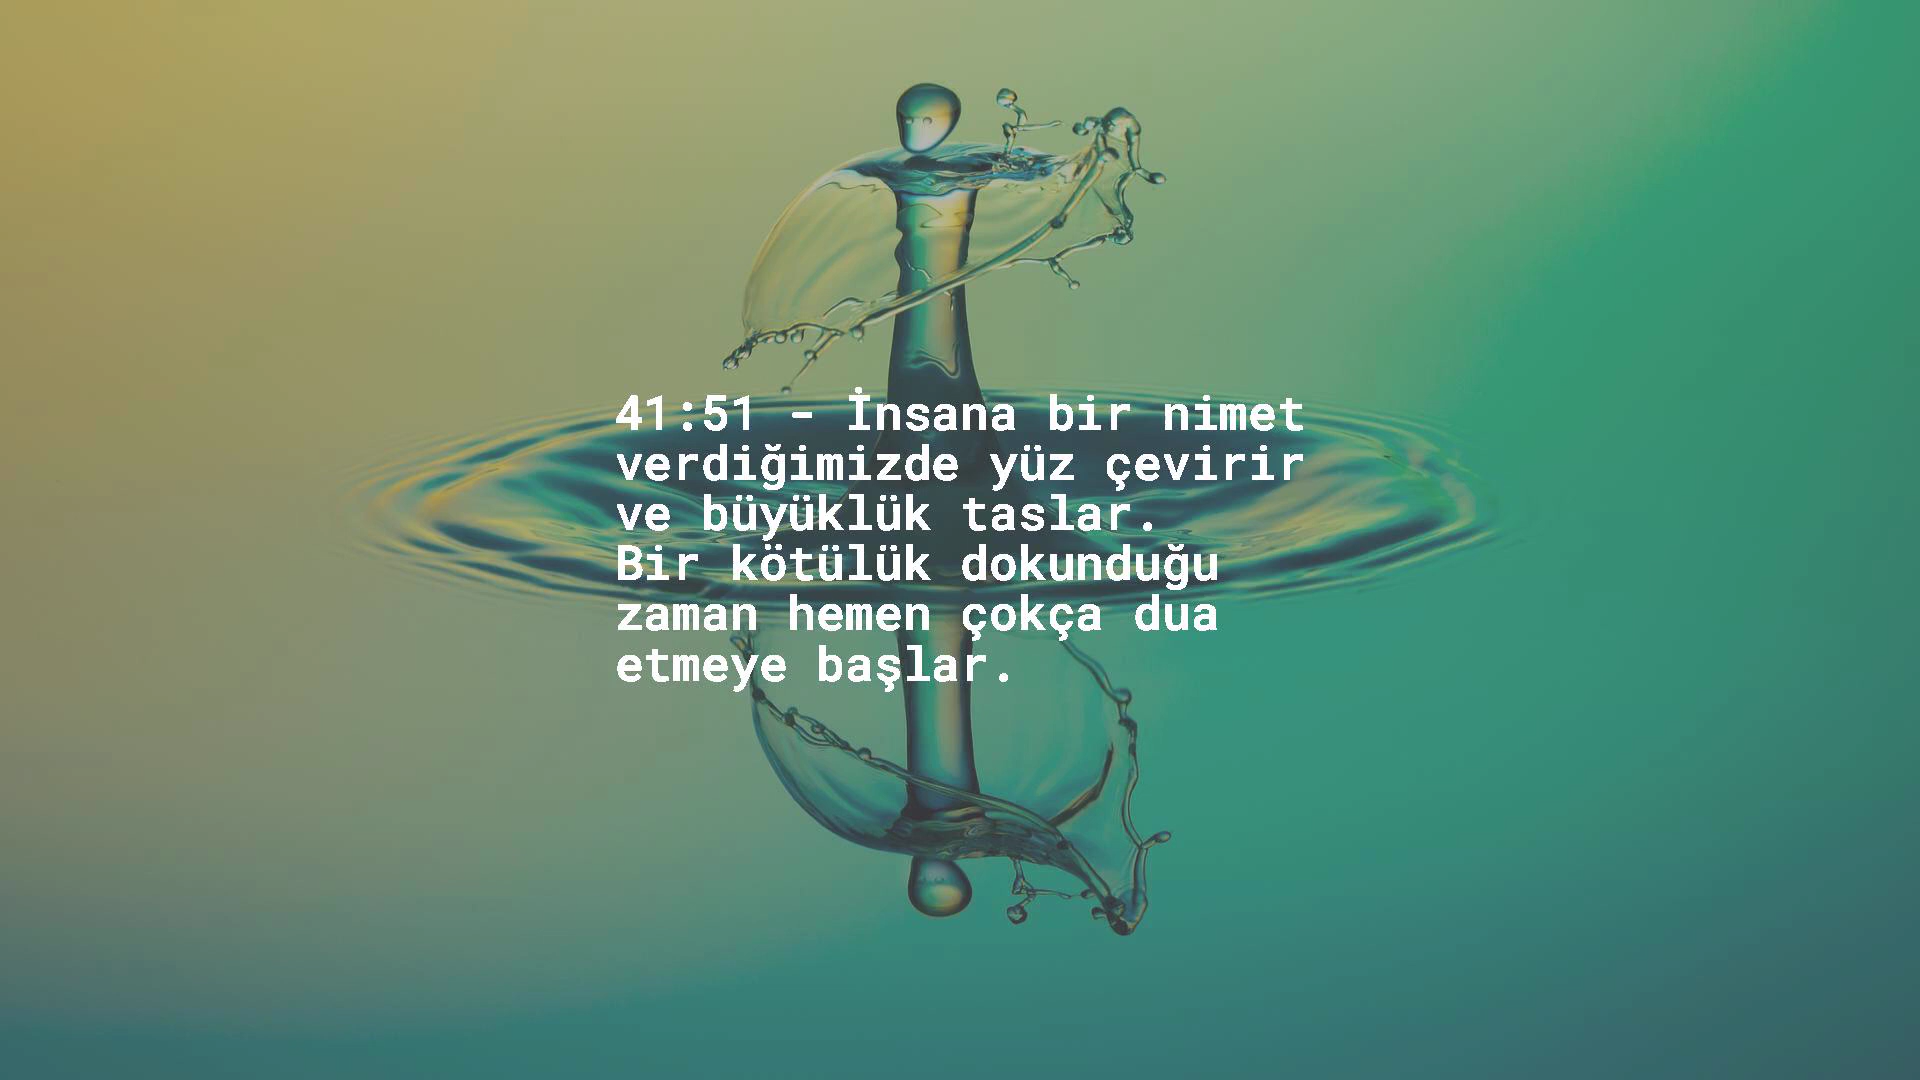 41:51 - İnsana bir nimet
verdiğimizde yüz çevirir
ve büyüklük taslar.
Bir kötülük dokunduğu
zaman hemen çokça dua
etmeye başlar.